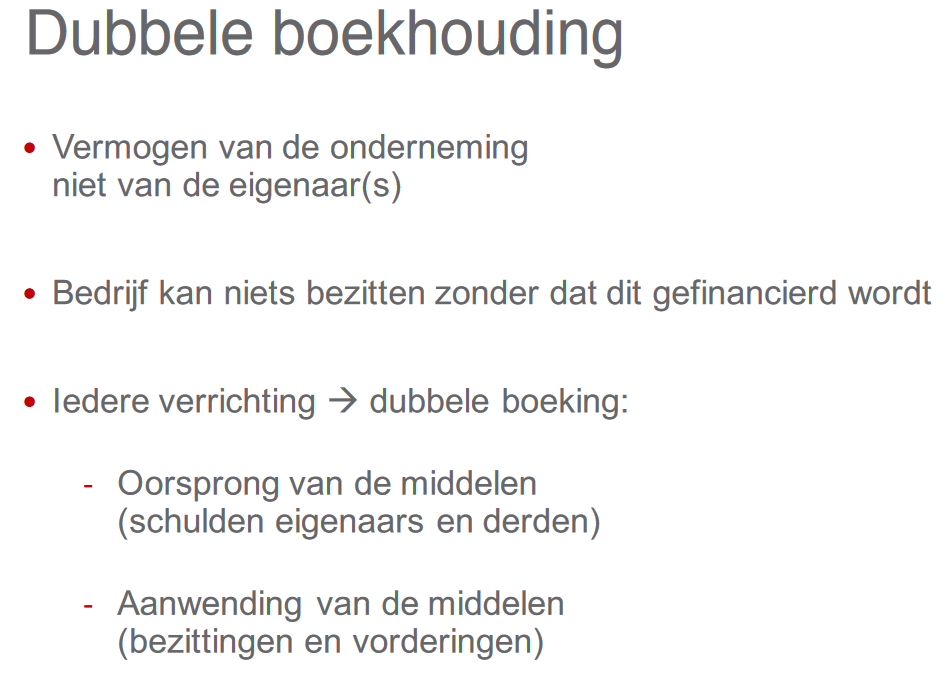 Dubbele boekhouding
• Vermogen van de onderneming
niet van de eigenaar(s)
• Bedrijf kan niets bezitten zonder dat dit gefinancierd wordt
• Iedere verrichting → dubbele boeking:
- Oorsprong van de middelen
(schulden eigenaars en derden)
- Aanwending van de middelen
(bezittingen en vorderingen)